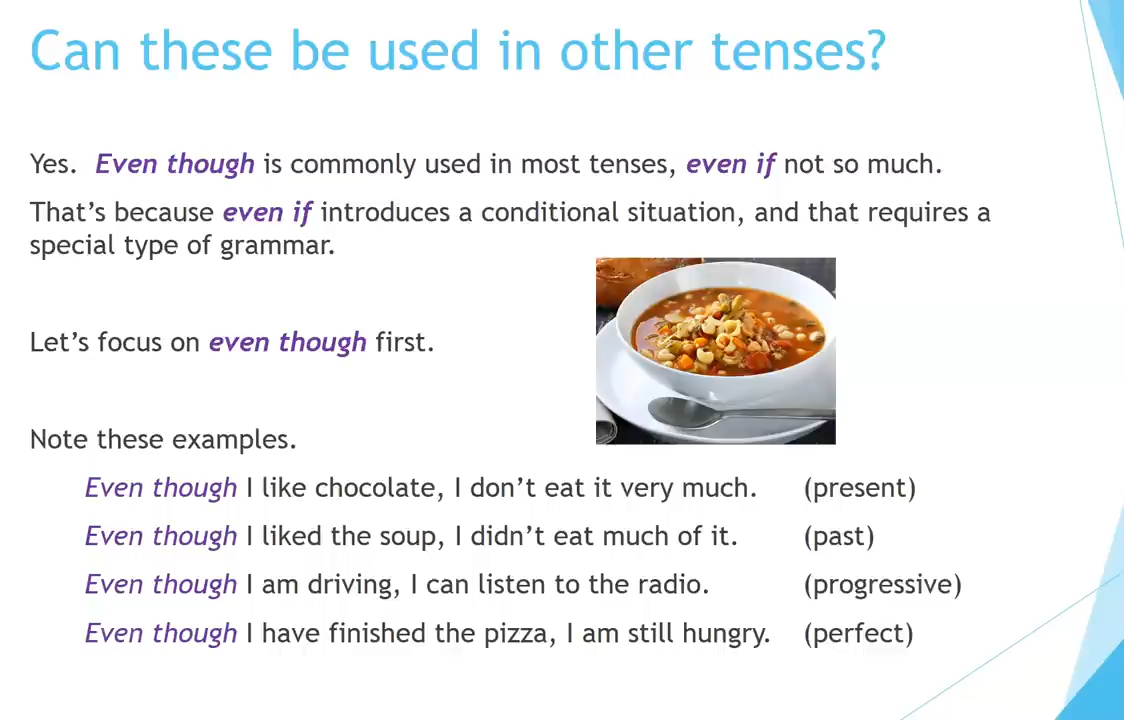 Can these be used in other tenses?
Yes. Even though is commonly used in most tenses, even if not so much.
That’s because even if introduces a conditional situation, and that requires a
special type of grammar.
Let’s focus on even though first.
Note these examples.
Even though I like chocolate, I don’t eat it very much. (present)
Even though I liked the soup, I didn’t eat much of it. (past)
Even though I am driving, I can listen to the radio. (progressive)
Even though I have finished the pizza, I am still hungry. (perfect)